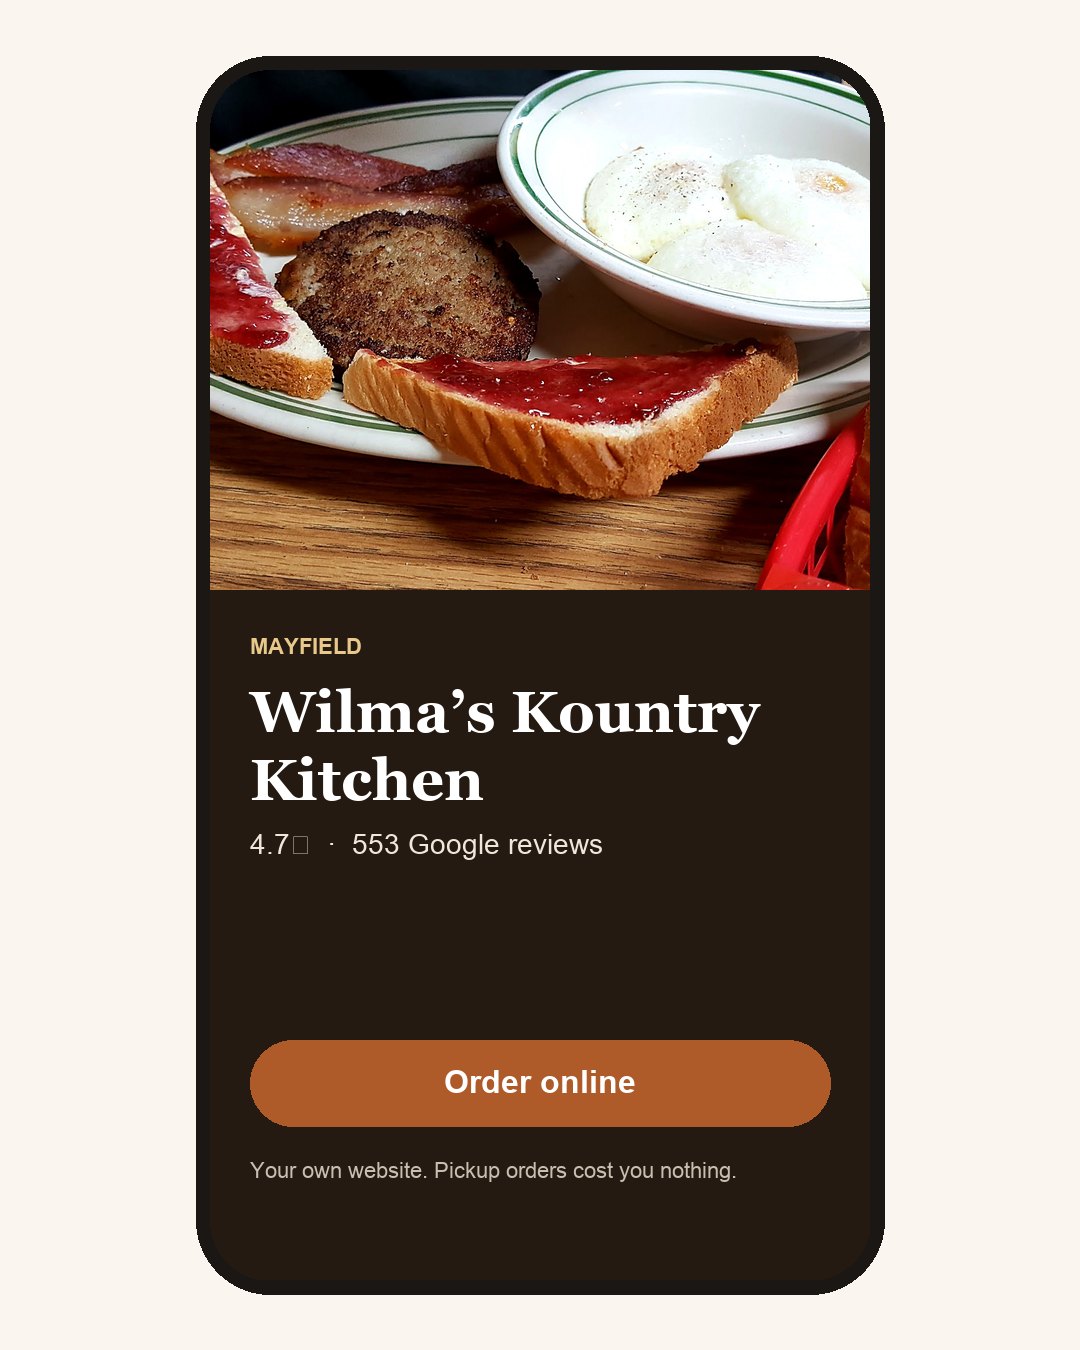 MAYFIELD
Wilma’s Kountry
Kitchen
4.7□ · 553 Google reviews
Order online
Your own website. Pickup orders cost you nothing.